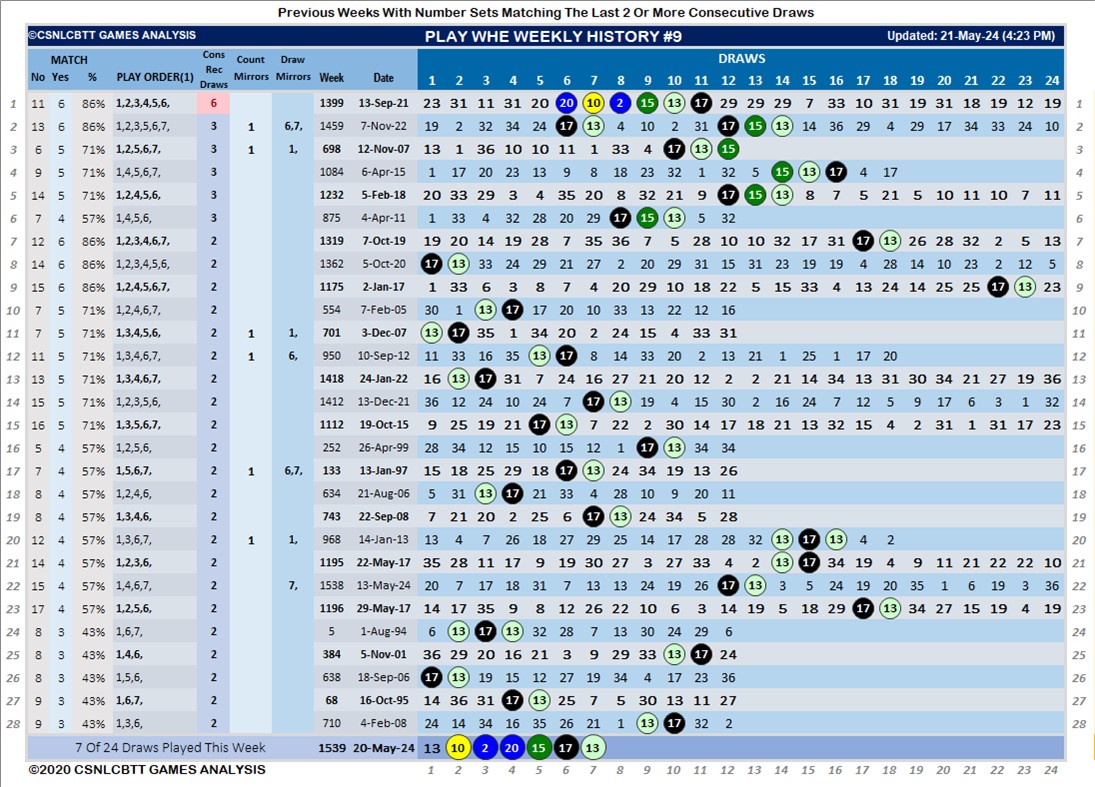 Previous Weeks With Number Sets Matching The Last 2 Or More Consecutive Draws
©CSNLCBTT GAMES ANALYSIS PLAY WHE WEEKLY HISTORY #9 Updated: 21-May-24 (4:23 PM)
MATCH Cons Rec Draws Count Mirrors Draw Mirrors DRAWS
No Yes % PLAY ORDER(1) Week Date 1 2 3 4 5 6 7 8 9 10 11 12 13 14 15 16 17 18 19 20 21 22 23 24
1 11 6 86% 1,2,3,4,5,6, 6 1399 13-Sep-21 23 31 11 31 20 20 10 2 15 13 17 29 29 29 7 33 10 31 19 31 18 19 12 19 1
2 13 6 86% 1,2,3,5,6,7, 3 1 6,7, 1459 7-Nov-22 19 2 32 34 24 17 13 4 10 2 31 17 15 13 14 36 29 4 29 17 34 33 24 10 2
3 6 5 71% 1,2,5,6,7, 3 1 1, 698 12-Nov-07 13 1 36 10 10 11 1 33 4 17 13 15 3
4 9 5 71% 1,4,5,6,7, 3 1084 6-Apr-15 1 17 20 23 13 9 8 18 23 32 1 32 5 15 13 17 4 17 4
5 14 5 71% 1,2,4,5,6, 3 1232 5-Feb-18 20 33 29 3 4 35 20 8 32 21 9 17 15 13 8 7 5 21 5 10 11 10 7 11 5
6 7 4 57% 1,4,5,6, 3 875 4-Apr-11 1 33 4 32 28 20 29 17 15 13 5 32 6
7 12 6 86% 1,2,3,4,6,7, 2 1319 7-Oct-19 19 20 14 19 28 7 35 36 7 5 28 10 10 32 17 31 17 18 26 28 32 2 5 13 7
8 14 6 86% 1,2,3,4,5,6, 2 1362 5-Oct-20 17 13 33 24 29 21 27 2 20 29 31 15 31 23 19 19 4 28 14 10 23 2 12 5 8
9 15 6 86% 1,2,4,5,6,7, 2 1175 2-Jan-17 1 33 6 3 8 7 4 20 29 10 18 22 5 15 33 4 13 24 14 25 25 17 13 23 9
10 7 5 71% 1,2,4,6,7, 2 554 7-Feb-05 30 1 13 17 17 20 10 33 13 22 12 16 10
11 7 5 71% 1,3,4,5,6, 2 1 1, 701 3-Dec-07 13 17 35 1 34 20 2 24 15 4 33 31 11
12 11 5 71% 1,3,4,6,7, 2 1 6, 950 10-Sep-12 11 33 16 35 13 17 8 14 33 20 2 13 21 1 25 1 17 20 12
13 13 5 71% 1,3,4,6,7, 2 1418 24-Jan-22 16 13 17 31 7 24 16 27 21 20 12 2 2 21 14 34 13 31 30 34 21 27 19 36 13
14 15 5 71% 1,2,3,5,6, 2 1412 13-Dec-21 36 12 24 10 24 7 17 13 19 4 15 30 2 16 24 7 12 5 9 17 6 3 1 32 14
15 16 5 71% 1,3,5,6,7, 2 1112 19-Oct-15 9 25 19 21 17 13 7 22 2 30 14 17 18 21 13 32 15 4 2 31 1 31 17 23 15
16 5 4 57% 1,2,5,6, 2 252 26-Apr-99 28 34 12 15 10 15 12 1 17 13 34 34 16
17 7 4 57% 1,5,6,7, 2 1 6,7, 133 13-Jan-97 15 18 25 29 18 17 13 24 34 19 13 26 17
18 8 4 57% 1,2,4,6, 2 634 21-Aug-06 5 31 13 17 21 33 4 28 10 9 20 11 18
19 8 4 57% 1,3,4,6, 2 743 22-Sep-08 7 21 20 2 25 6 17 13 24 34 5 28 19
20 12 4 57% 1,3,6,7, 2 1 1, 968 14-Jan-13 13 4 7 26 18 27 29 25 14 17 28 28 32 13 17 13 4 2 20
21 14 4 57% 1,2,3,6, 2 1195 22-May-17 35 28 11 17 9 19 30 27 3 27 33 4 2 13 17 34 19 4 9 11 21 22 22 10 21
22 15 4 57% 1,4,6,7, 2 7, 1538 13-May-24 20 7 17 18 31 7 13 13 24 19 26 17 13 3 5 24 19 20 35 1 6 19 3 36 22
23 17 4 57% 1,2,5,6, 2 1196 29-May-17 14 17 35 9 8 12 26 22 10 6 3 14 19 5 18 29 17 18 34 27 15 19 4 19 23
24 8 3 43% 1,6,7, 2 5 1-Aug-94 6 13 17 13 32 28 7 13 30 24 29 6 24
25 8 3 43% 1,4,6, 2 384 5-Nov-01 36 29 20 16 21 3 9 29 33 13 17 24 25
26 8 3 43% 1,5,6, 2 638 18-Sep-06 17 13 19 15 12 27 19 34 4 17 23 36 26
27 9 3 43% 1,6,7, 2 68 16-Oct-95 14 36 31 17 13 25 7 5 30 13 11 27 27
28 9 3 43% 1,3,6, 2 710 4-Feb-08 24 14 34 16 35 26 21 1 13 17 32 2 28
7 Of 24 Draws Played This Week 1539 20-May-24 13 10 2 20 15 17 13
©2020 CSNLCBTT GAMES ANALYSIS 1 2 3 4 5 6 7 8 9 10 11 12 13 14 15 16 17 18 19 20 21 22 23 24